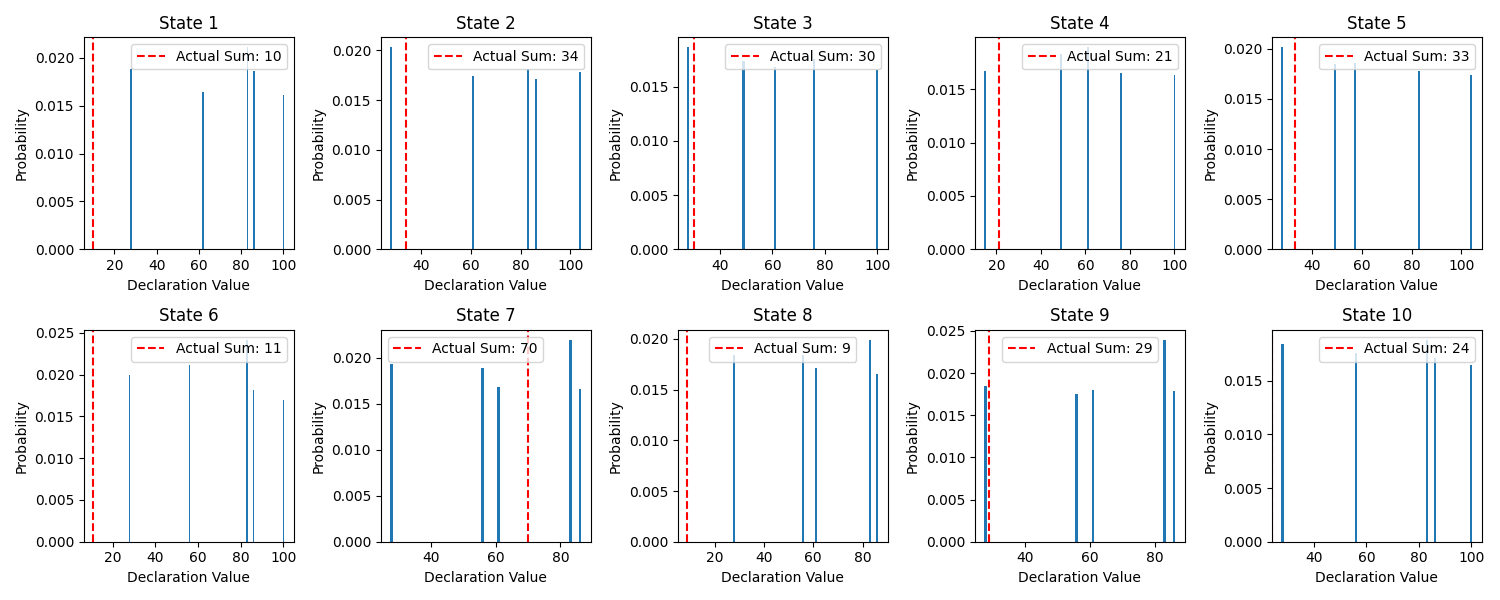 State 1
Actual Sum: 10
Probability
0.020
0.015
0.010
0.005
0.000
20 40 60 80 100
Declaration Value
State 2
Actual Sum: 34
Probability
0.020
0.015
0.010
0.005
0.000
40 60 80 100
Declaration Value
State 3
Actual Sum: 30
Probability
0.015
0.010
0.005
0.000
40 60 80 100
Declaration Value
State 4
Actual Sum: 21
Probability
0.015
0.010
0.005
0.000
20 40 60 80 100
Declaration Value
State 5
Actual Sum: 33
Probability
0.020
0.015
0.010
0.005
0.000
40 60 80 100
Declaration Value
State 6
Actual Sum: 11
Probability
0.025
0.020
0.015
0.010
0.005
0.000
20 40 60 80 100
Declaration Value
State 7
Actual Sum: 70
Probability
0.020
0.015
0.010
0.005
0.000
40 60 80
Declaration Value
State 8
Actual Sum: 9
Probability
0.020
0.015
0.010
0.005
0.000
20 40 60 80
Declaration Value
State 9
Actual Sum: 29
Probability
0.025
0.020
0.015
0.010
0.005
0.000
40 60 80
Declaration Value
State 10
Actual Sum: 24
Probability
0.015
0.010
0.005
0.000
40 60 80 100
Declaration Value